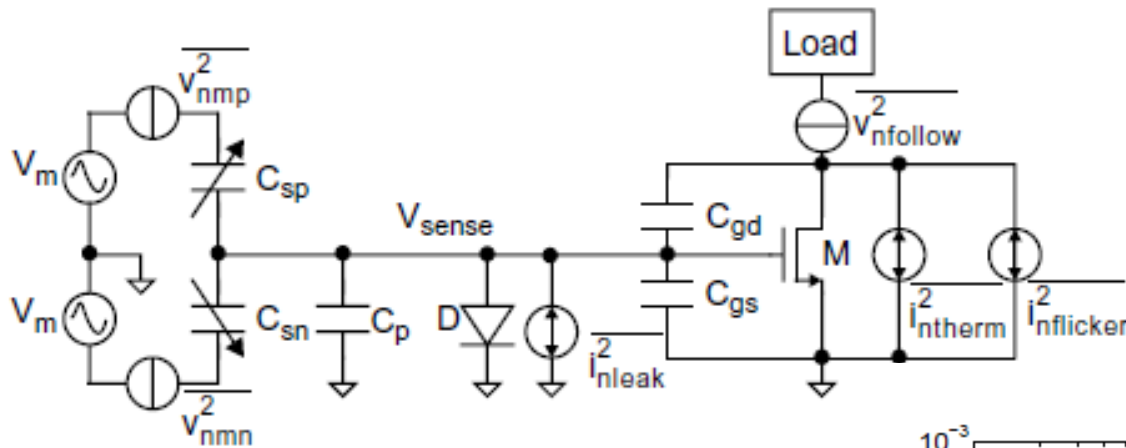 Load
v²nmp
v²nfollow
Vm
Csp
Cgd
Vsense
M
Vm
Csn
Cp
D
Cgs
i²nleak
i²ntherm
i²nflicker
v²nmn
10⁻³